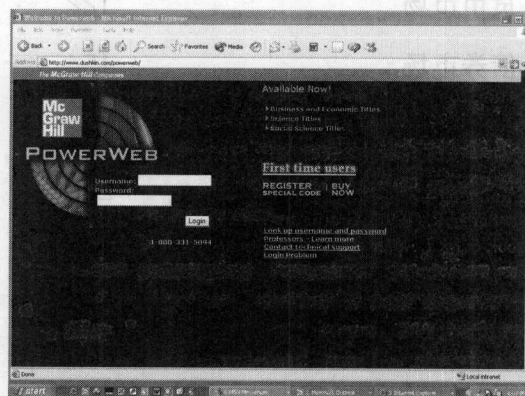 Welcome to Powerweb - Microsoft Internet Explorer
Back
Search
Favorites
Media
http://www.dushkin.com/powerweb/
The McGraw-Hill Companies
Mc
Graw
Hill
POWERWEB
Username:
Password:
Login
1-800-331-5094
Available Now!
Business and Economic Titles
Science Titles
Social Science Titles
First time users
REGISTER | BUY
SPECIAL CODE | NOW
Look up username and password
Professors - Learn more
Contact technical support
Login Problem
Done
Local intranet
start